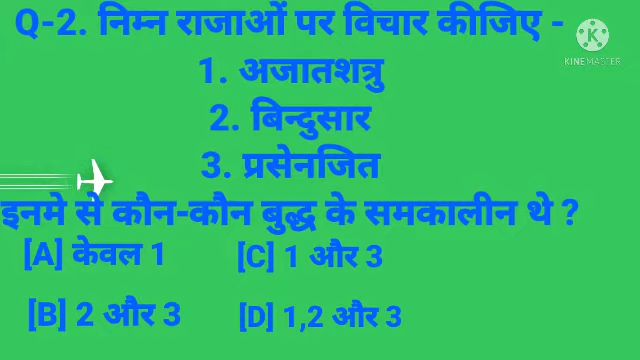 Q-2. निम्न राजाओं पर विचार कीजिए -
KINEMASTER
1. अजातशत्रु
2. बिन्दुसार
3. प्रसेनजित
इनमे से कौन-कौन बुद्ध के समकालीन थे ?
[A] केवल 1
[C] 1 और 3
[B] 2 और 3
[D] 1,2 और 3